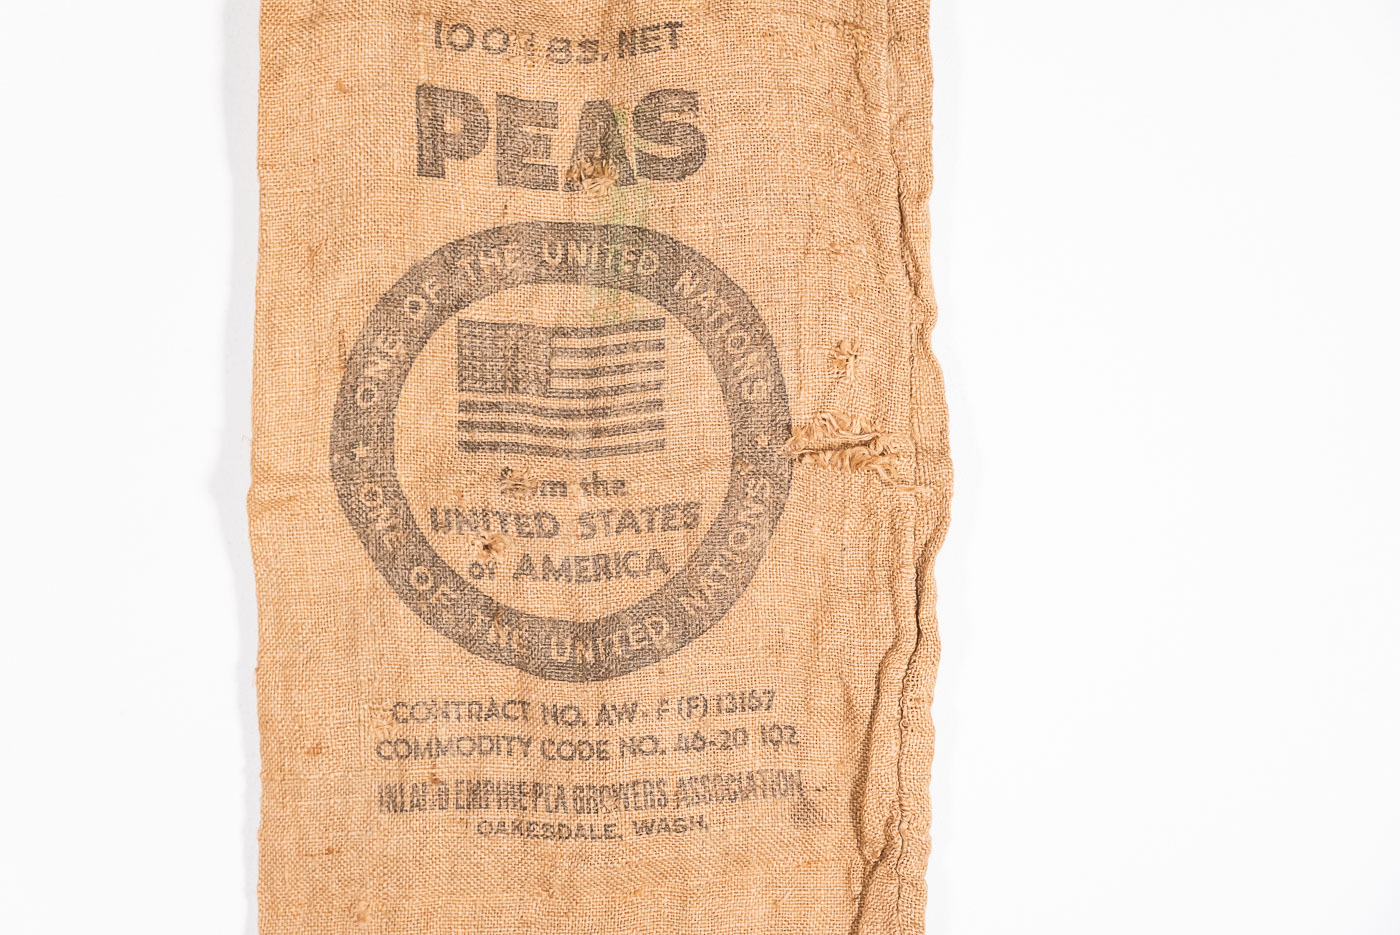 100 LBS. NET
PEAS
ONE OF THE UNITED NATIONS
from the
UNITED STATES
of AMERICA
ONE OF THE UNITED NATIONS
CONTRACT NO. AW-F (F) 13167
COMMODITY CODE NO. 46-20 102
INLAND EMPIRE PEA GROWERS ASSOCIATION
OAKESDALE, WASH.